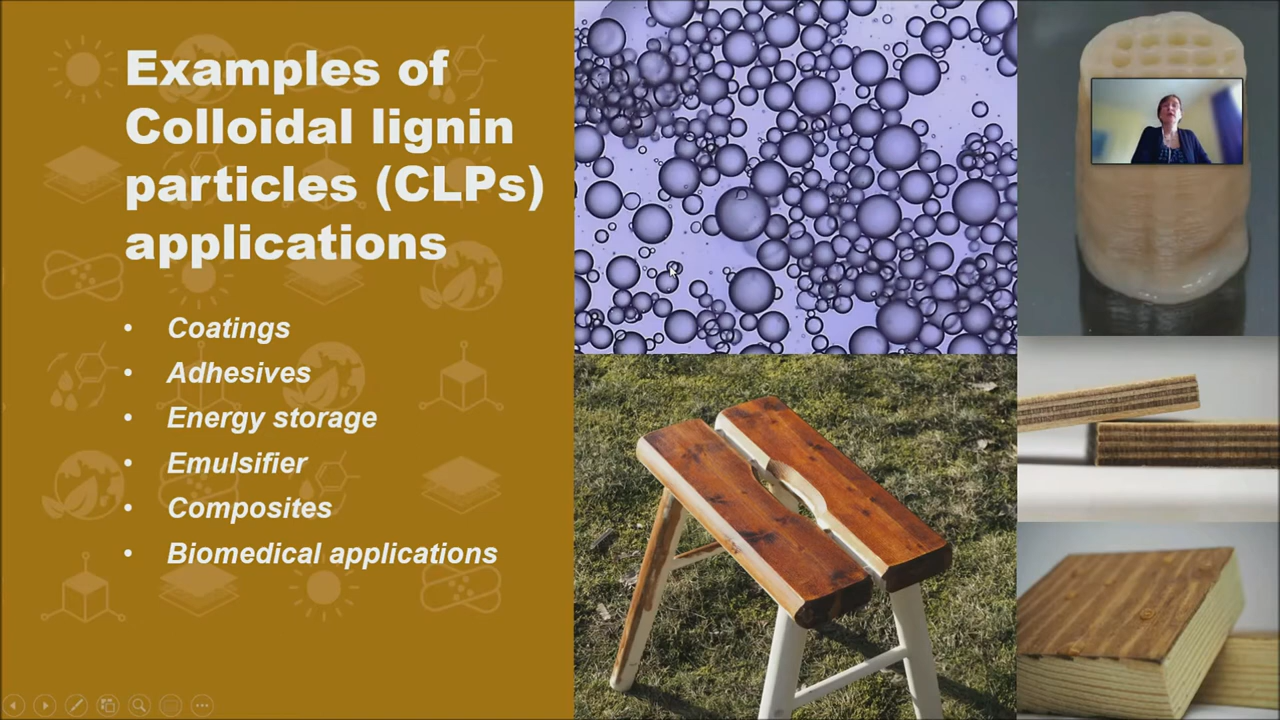 Examples of
Colloidal lignin
particles (CLPs)
applications
• Coatings
• Adhesives
• Energy storage
• Emulsifier
• Composites
• Biomedical applications